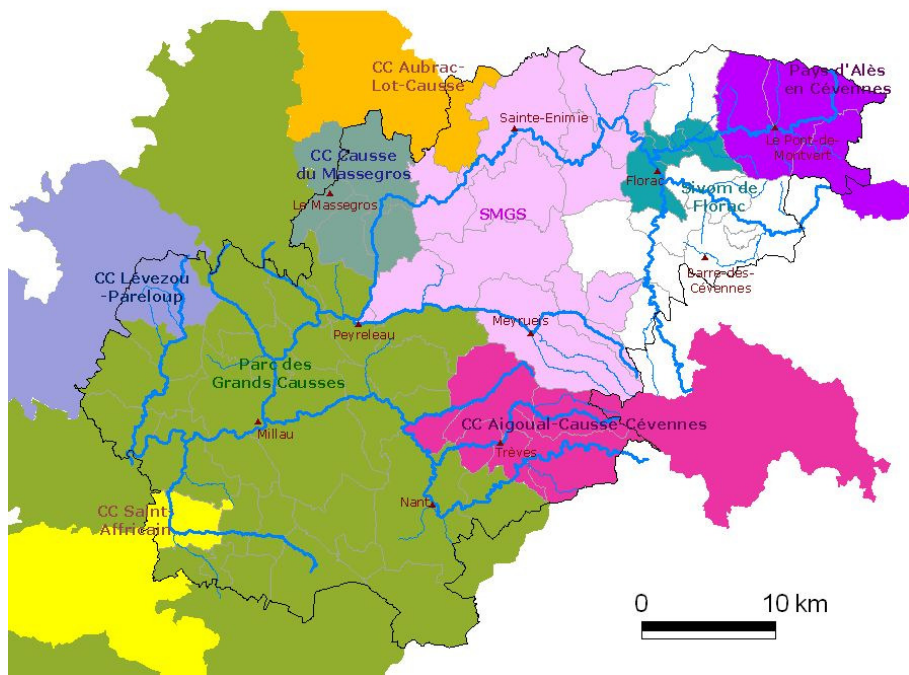 CC Aubrac-
Lot-Causse
Pays d'Alès
en Cévennes
Sainte-Enimie
Le Pont-de-
Montvert
CC Causse
du Massegros
Le Massegros
Florac
Sivom de
Florac
SMGS
Barre-des-
Cévennes
CC Lévezou
-Pareloup
Peyreleau
Meyrueis
Parc des
Grands Causses
Millau
CC Aigoual-Causse-Cévennes
Trèves
Nant
CC Saint
Affricain
0 10 km